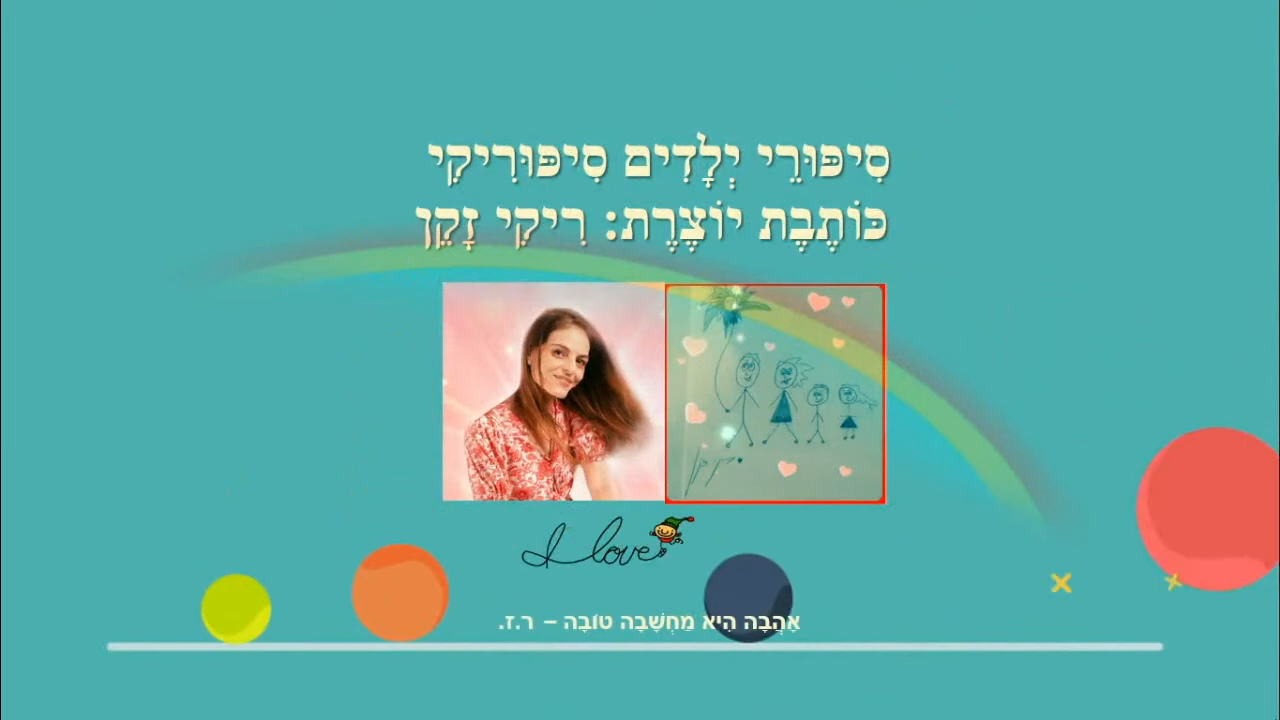 סִיפּוּרֵי יְלָדִים סִיפּוּרִיקִי
כּוֹתֶבֶת יוֹצֶרֶת: רִיקִי זָקֵן
I love
אַהֲבָה הִיא מַחְשָׁבָה טוֹבָה – ר.ז.